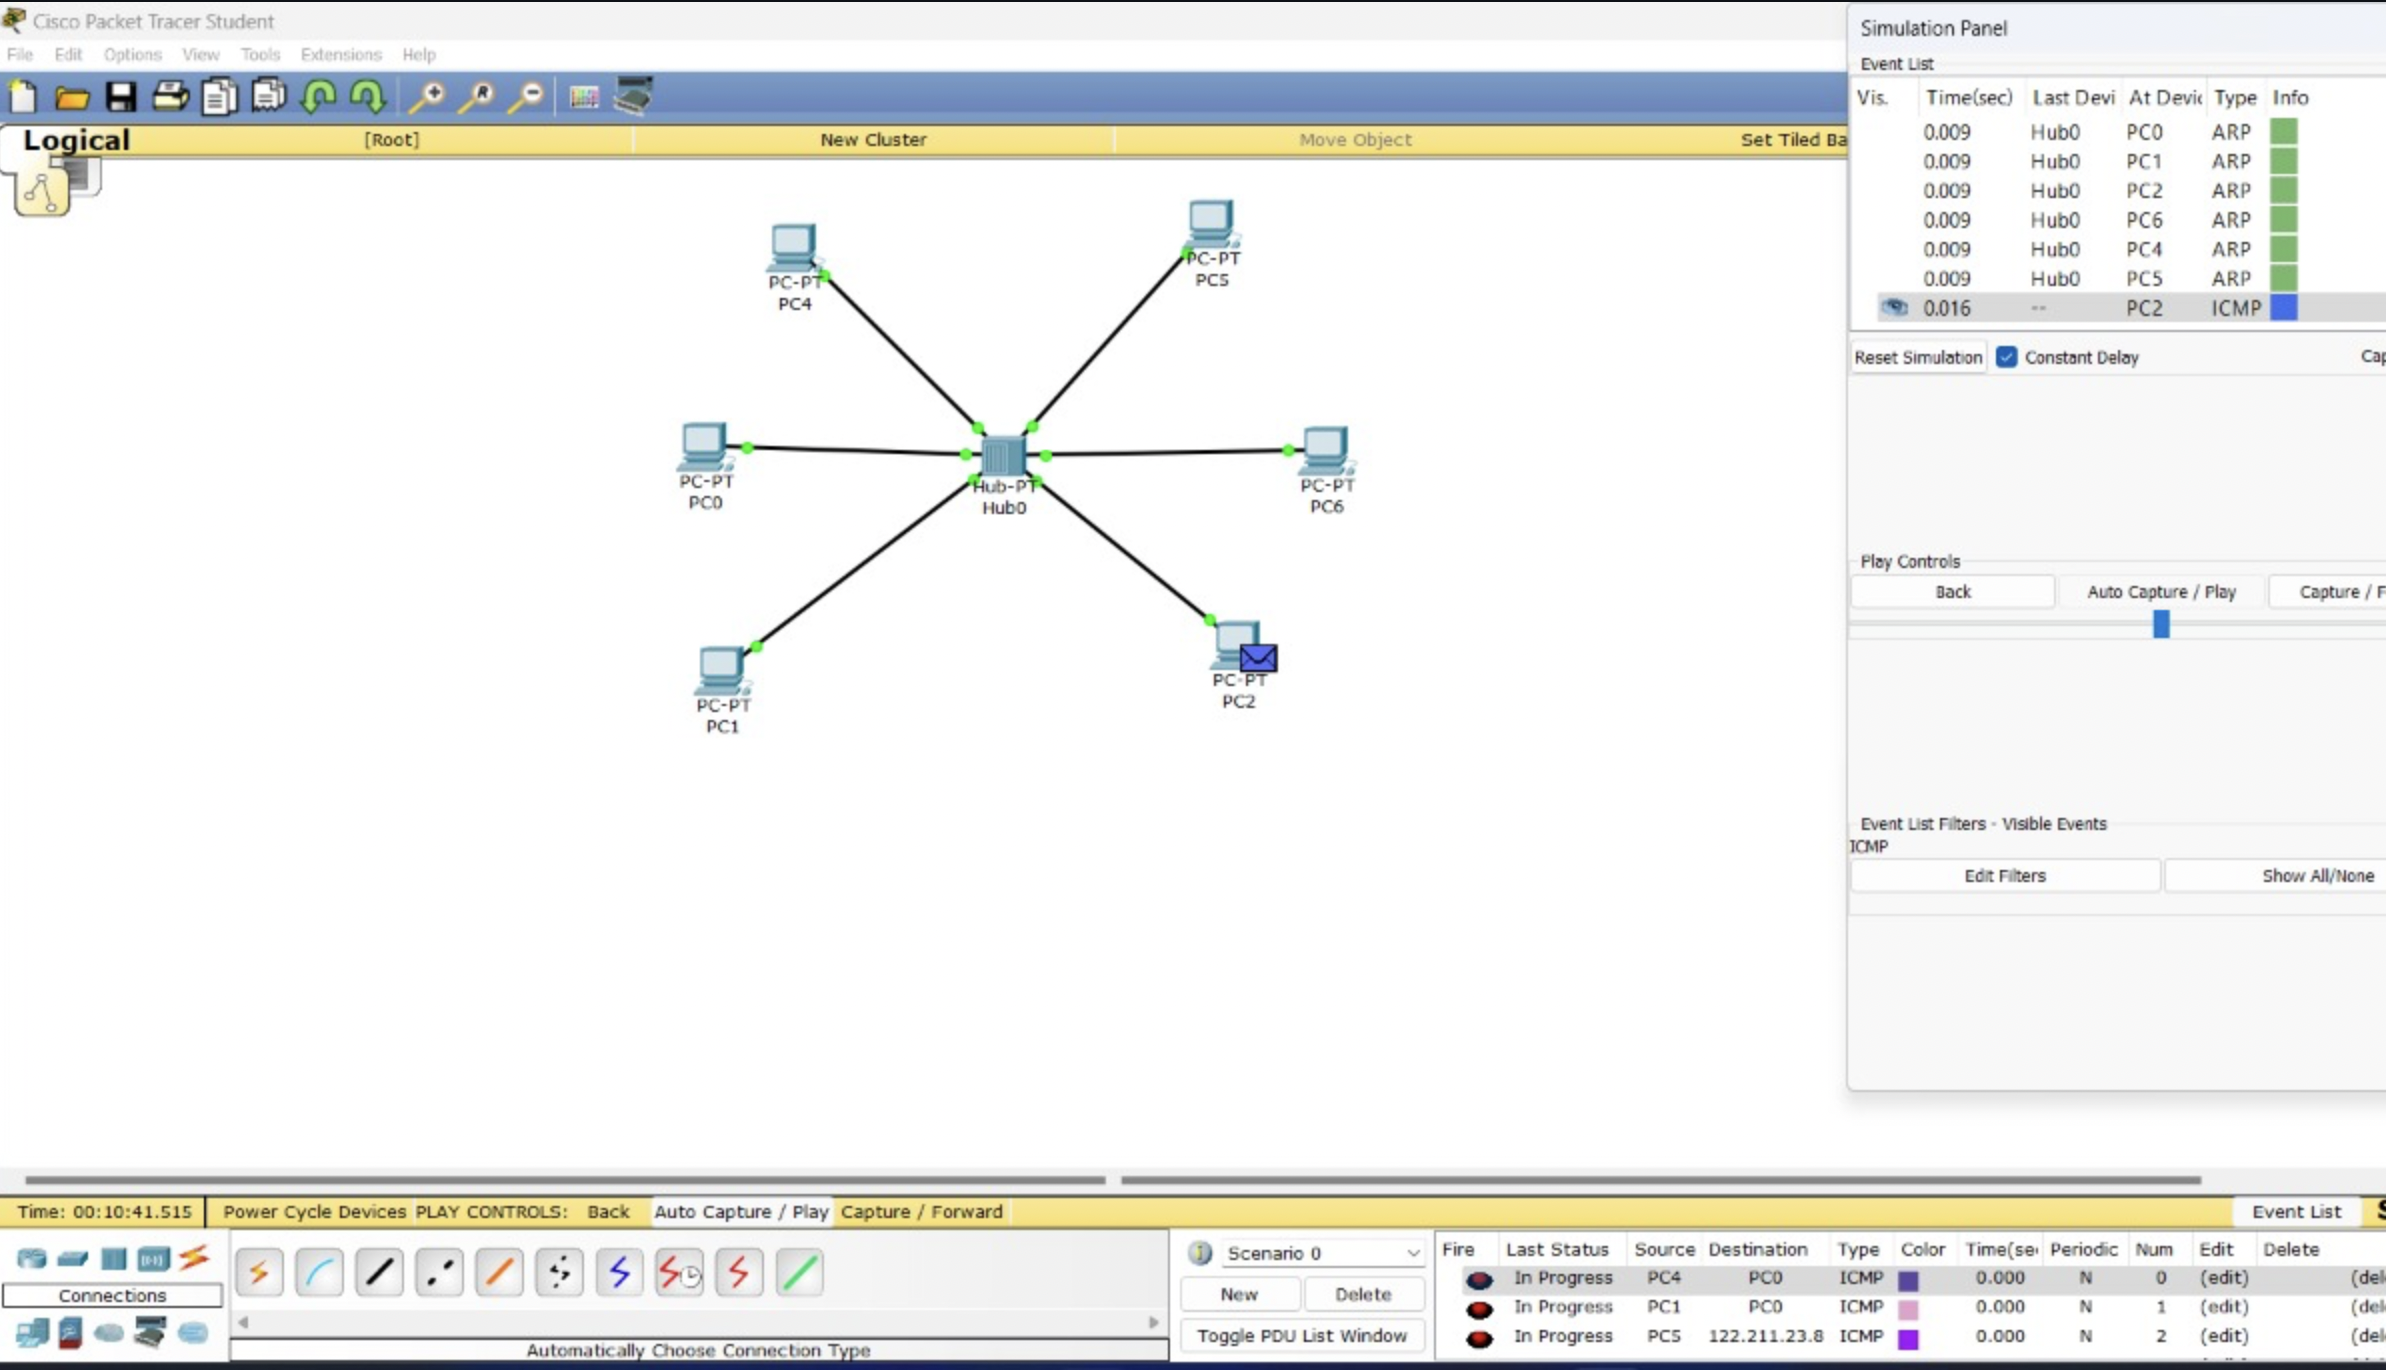 Cisco Packet Tracer Student
File Edit Options View Tools Extensions Help
Logical [Root] New Cluster Move Object Set Tiled Ba
PC-PT
PC4
PC-PT
PC5
PC-PT
PC0
Hub-PT
Hub0
PC-PT
PC6
PC-PT
PC1
PC-PT
PC2
Simulation Panel
Event List
Vis. Time(sec) Last Devi At Devic Type Info
0.009 Hub0 PC0 ARP
0.009 Hub0 PC1 ARP
0.009 Hub0 PC2 ARP
0.009 Hub0 PC6 ARP
0.009 Hub0 PC4 ARP
0.009 Hub0 PC5 ARP
0.016 -- PC2 ICMP
Reset Simulation Constant Delay Cap
Play Controls
Back Auto Capture / Play Capture / F
Event List Filters - Visible Events
ICMP
Edit Filters Show All/None
Time: 00:10:41.515 Power Cycle Devices PLAY CONTROLS: Back Auto Capture / Play Capture / Forward Event List S
Connections
Automatically Choose Connection Type
Scenario 0
New Delete
Toggle PDU List Window
Fire Last Status Source Destination Type Color Time(se Periodic Num Edit Delete
In Progress PC4 PC0 ICMP 0.000 N 0 (edit) (del
In Progress PC1 PC0 ICMP 0.000 N 1 (edit) (del
In Progress PC5 122.211.23.8 ICMP 0.000 N 2 (edit) (del